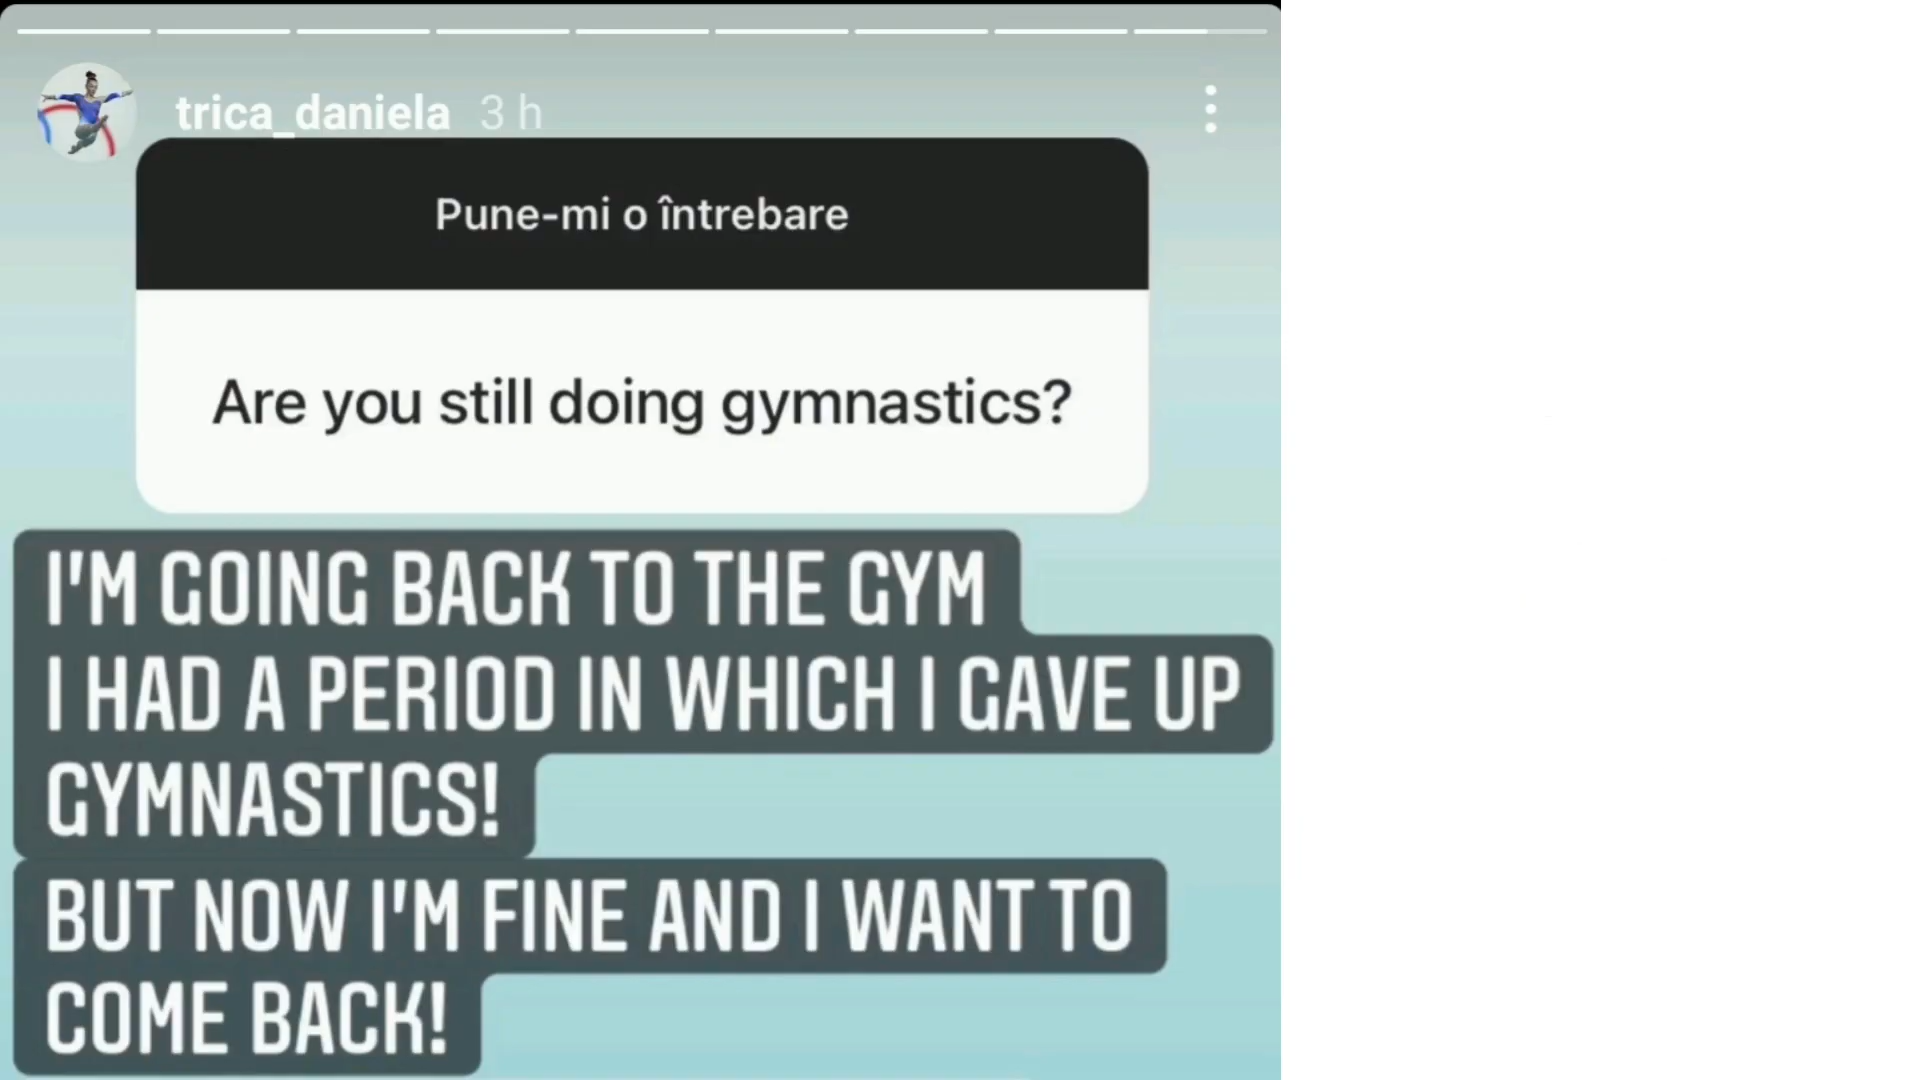 trica_daniela 3 h
Pune-mi o întrebare
Are you still doing gymnastics?
I'M GOING BACK TO THE GYM
I HAD A PERIOD IN WHICH I GAVE UP
GYMNASTICS!
BUT NOW I'M FINE AND I WANT TO
COME BACK!